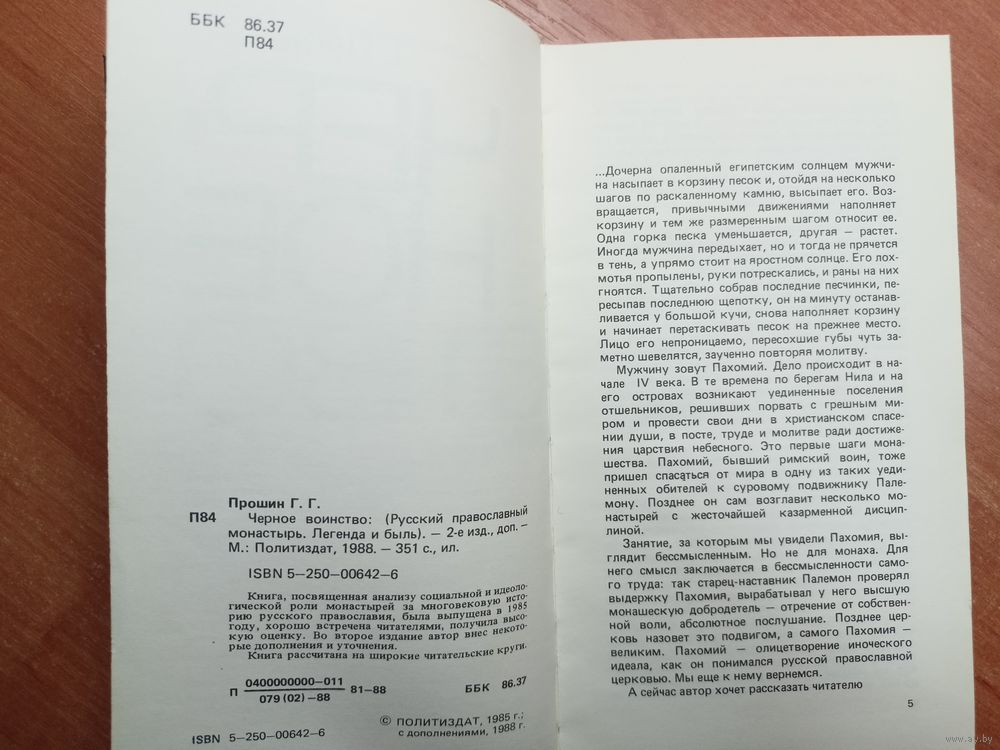 ББК 86.37
П84
Прошин Г. Г.
П84 Черное воинство: (Русский православный
монастырь. Легенда и быль). — 2-е изд., доп. —
М.: Политиздат, 1988. — 351 с., ил.
ISBN 5—250—00642—6
Книга, посвященная анализу социальной и идеоло-
гической роли монастырей за многовековую исто-
рию русского православия, была выпущена в 1985
году, хорошо встречена читателями, получила высо-
кую оценку. Во второе издание автор внес некото-
рые дополнения и уточнения.
Книга рассчитана на широкие читательские круги.
П 0400000000—011 81—88 ББК 86.37
079 (02) —88
© ПОЛИТИЗДАТ, 1985 г.;
с дополнениями, 1988 г.
ISBN 5—250—00642—6
...Дочерна опаленный египетским солнцем мужчи-
на насыпает в корзину песок и, отойдя на несколько
шагов по раскаленному камню, высыпает его. Воз-
вращается, привычными движениями наполняет
корзину и тем же размеренным шагом относит ее.
Одна горка песка уменьшается, другая — растет.
Иногда мужчина передыхает, но и тогда не прячется
в тень, а упрямо стоит на яростном солнце. Его лох-
мотья пропылены, руки потрескались, и раны на них
гноятся. Тщательно собрав последние песчинки, пе-
ресыпав последнюю щепотку, он на минуту останав-
ливается у большой кучи, снова наполняет корзину
и начинает перетаскивать песок на прежнее место.
Лицо его непроницаемо, пересохшие губы чуть за-
метно шевелятся, заученно повторяя молитву.
Мужчину зовут Пахомий. Дело происходит в на-
чале IV века. В те времена по берегам Нила и на
его островах возникают уединенные поселения
отшельников, решивших порвать с грешным ми-
ром и провести свои дни в христианском спасе-
нии души, в посте, труде и молитве ради достиже-
ния царствия небесного. Это первые шаги мона-
шества. Пахомий, бывший римский воин, тоже
пришел спасаться от мира в одну из таких уеди-
ненных обителей к суровому подвижнику Пале-
мону. Позднее он сам возглавит несколько мо-
настырей с жесточайшей казарменной дисцип-
линой.
Занятие, за которым мы увидели Пахомия, вы-
глядит бессмысленным. Но не для монаха. Для
него смысл заключается в бессмысленности само-
го труда: так старец-наставник Палемон проверял
выдержку Пахомия, вырабатывал у него высшую
монашескую добродетель — отречение от собствен-
ной воли, абсолютное послушание. Позднее цер-
ковь назовет это подвигом, а самого Пахомия —
великим. Пахомий — олицетворение иноческого
идеала, как он понимался русской православной
церковью. Мы еще к нему вернемся.
А сейчас автор хочет рассказать читателю
5
www.ay.by